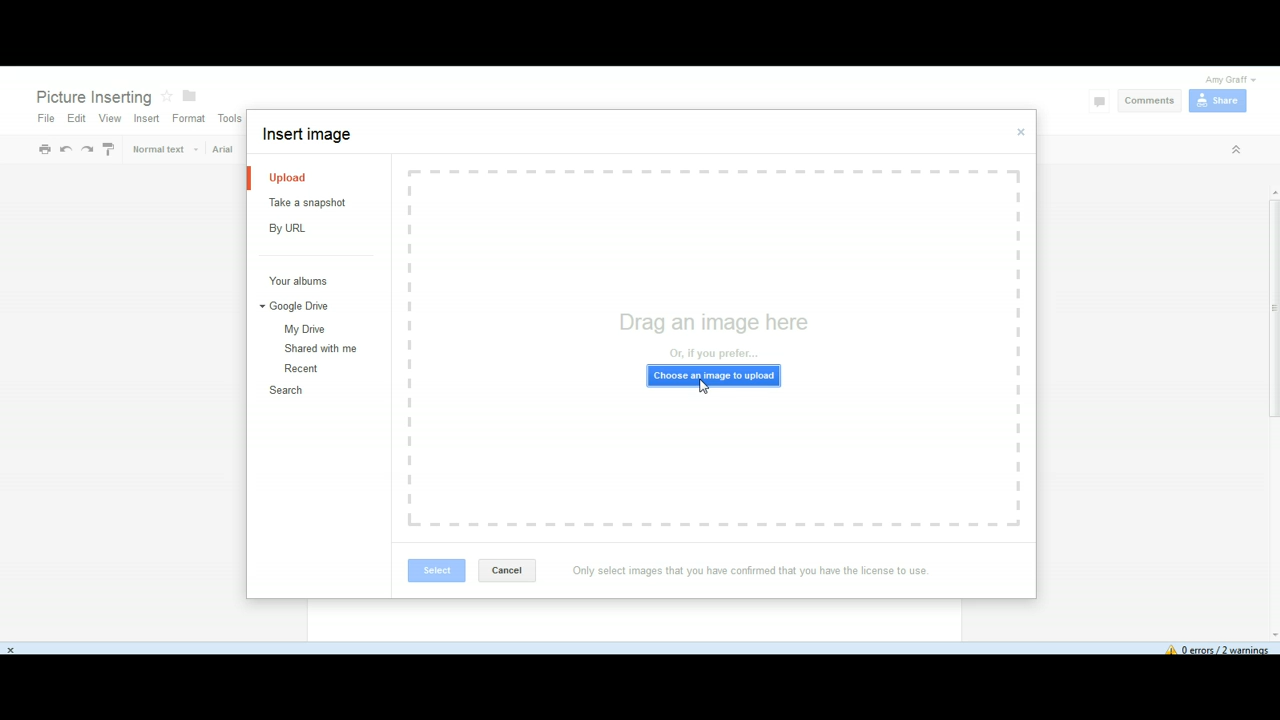 Amy Graff
Picture Inserting
Comments
Share
File Edit View Insert Format Tools
Normal text Arial
Insert image
×
Upload
Take a snapshot
By URL
Your albums
Google Drive
My Drive
Shared with me
Recent
Search
Drag an image here
Or, if you prefer...
Choose an image to upload
Select Cancel Only select images that you have confirmed that you have the license to use.
0 errors / 2 warnings